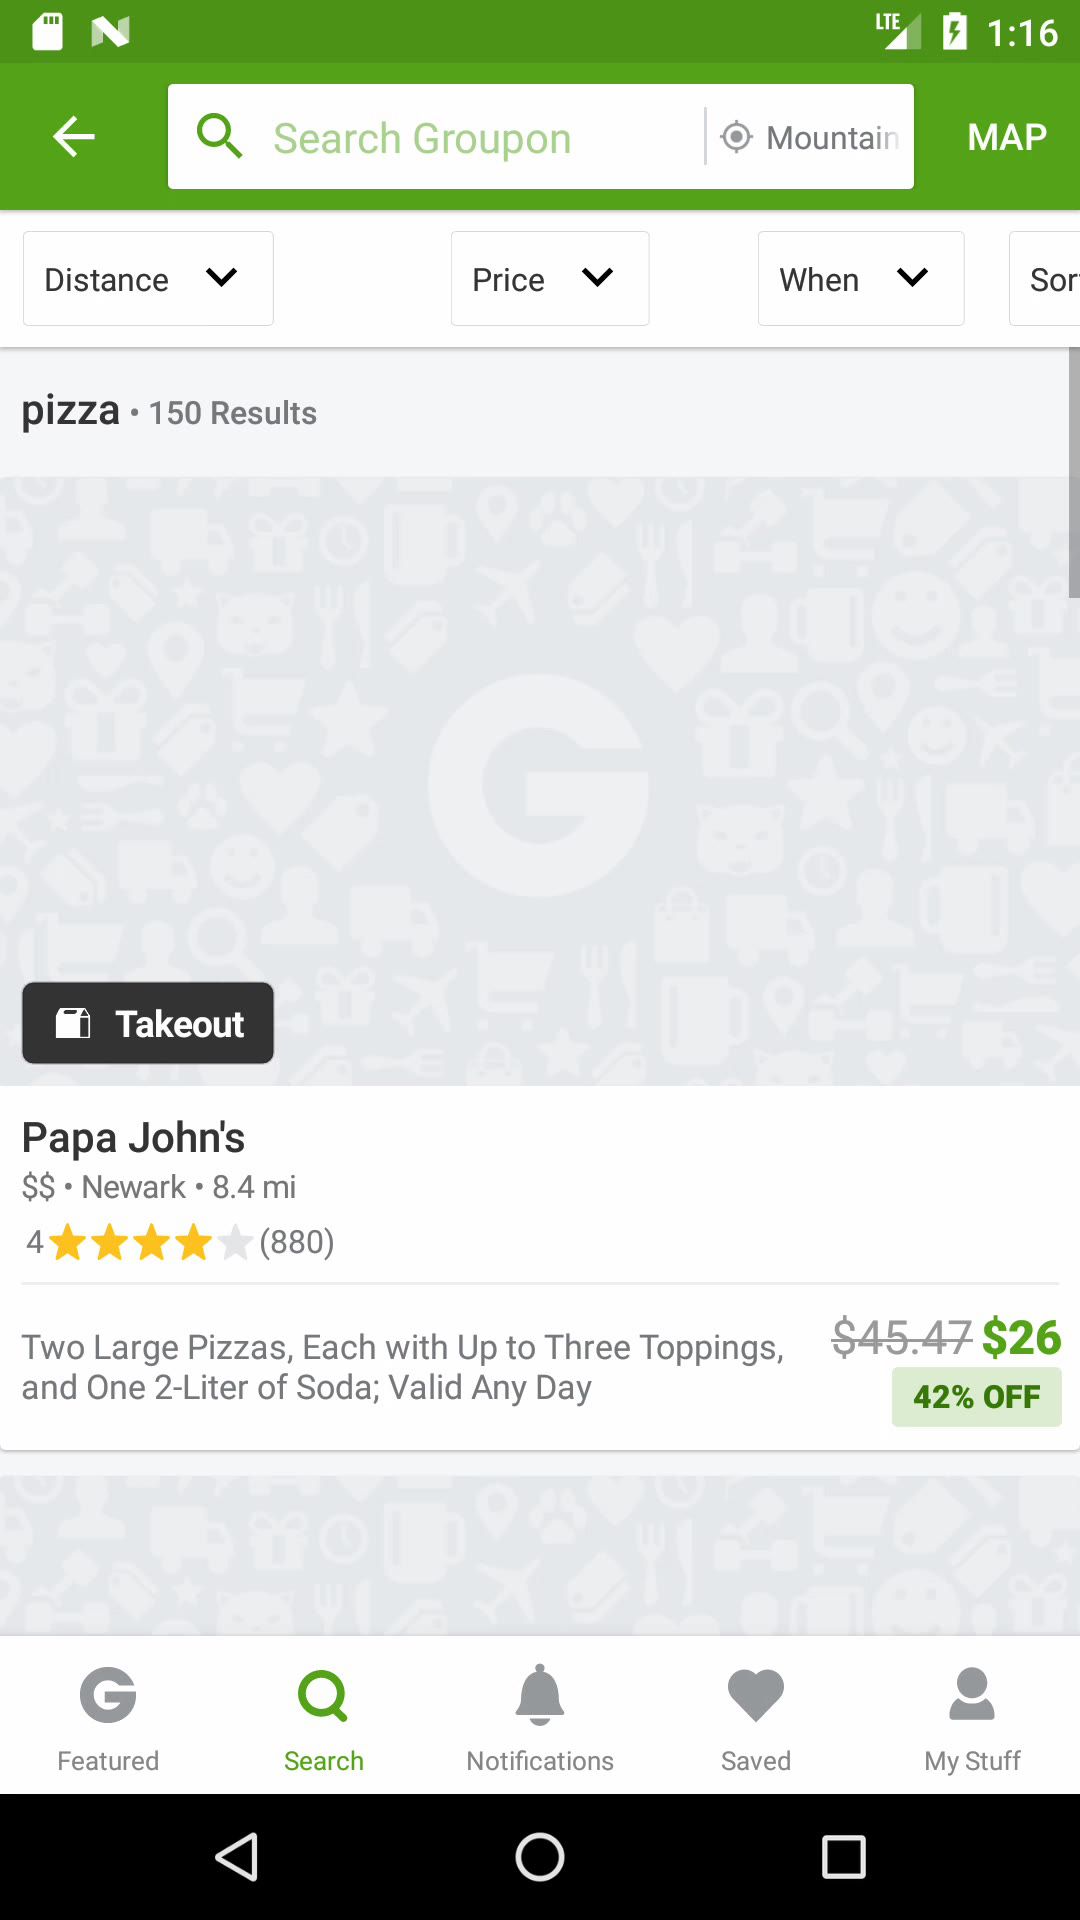 LTE 1:16
Search Groupon Mountain MAP
Distance Price When Sor
pizza • 150 Results
G
Takeout
Papa John's
$$ • Newark • 8.4 mi
4 (880)
Two Large Pizzas, Each with Up to Three Toppings, $45.47 $26
and One 2-Liter of Soda; Valid Any Day 42% OFF
Featured Search Notifications Saved My Stuff